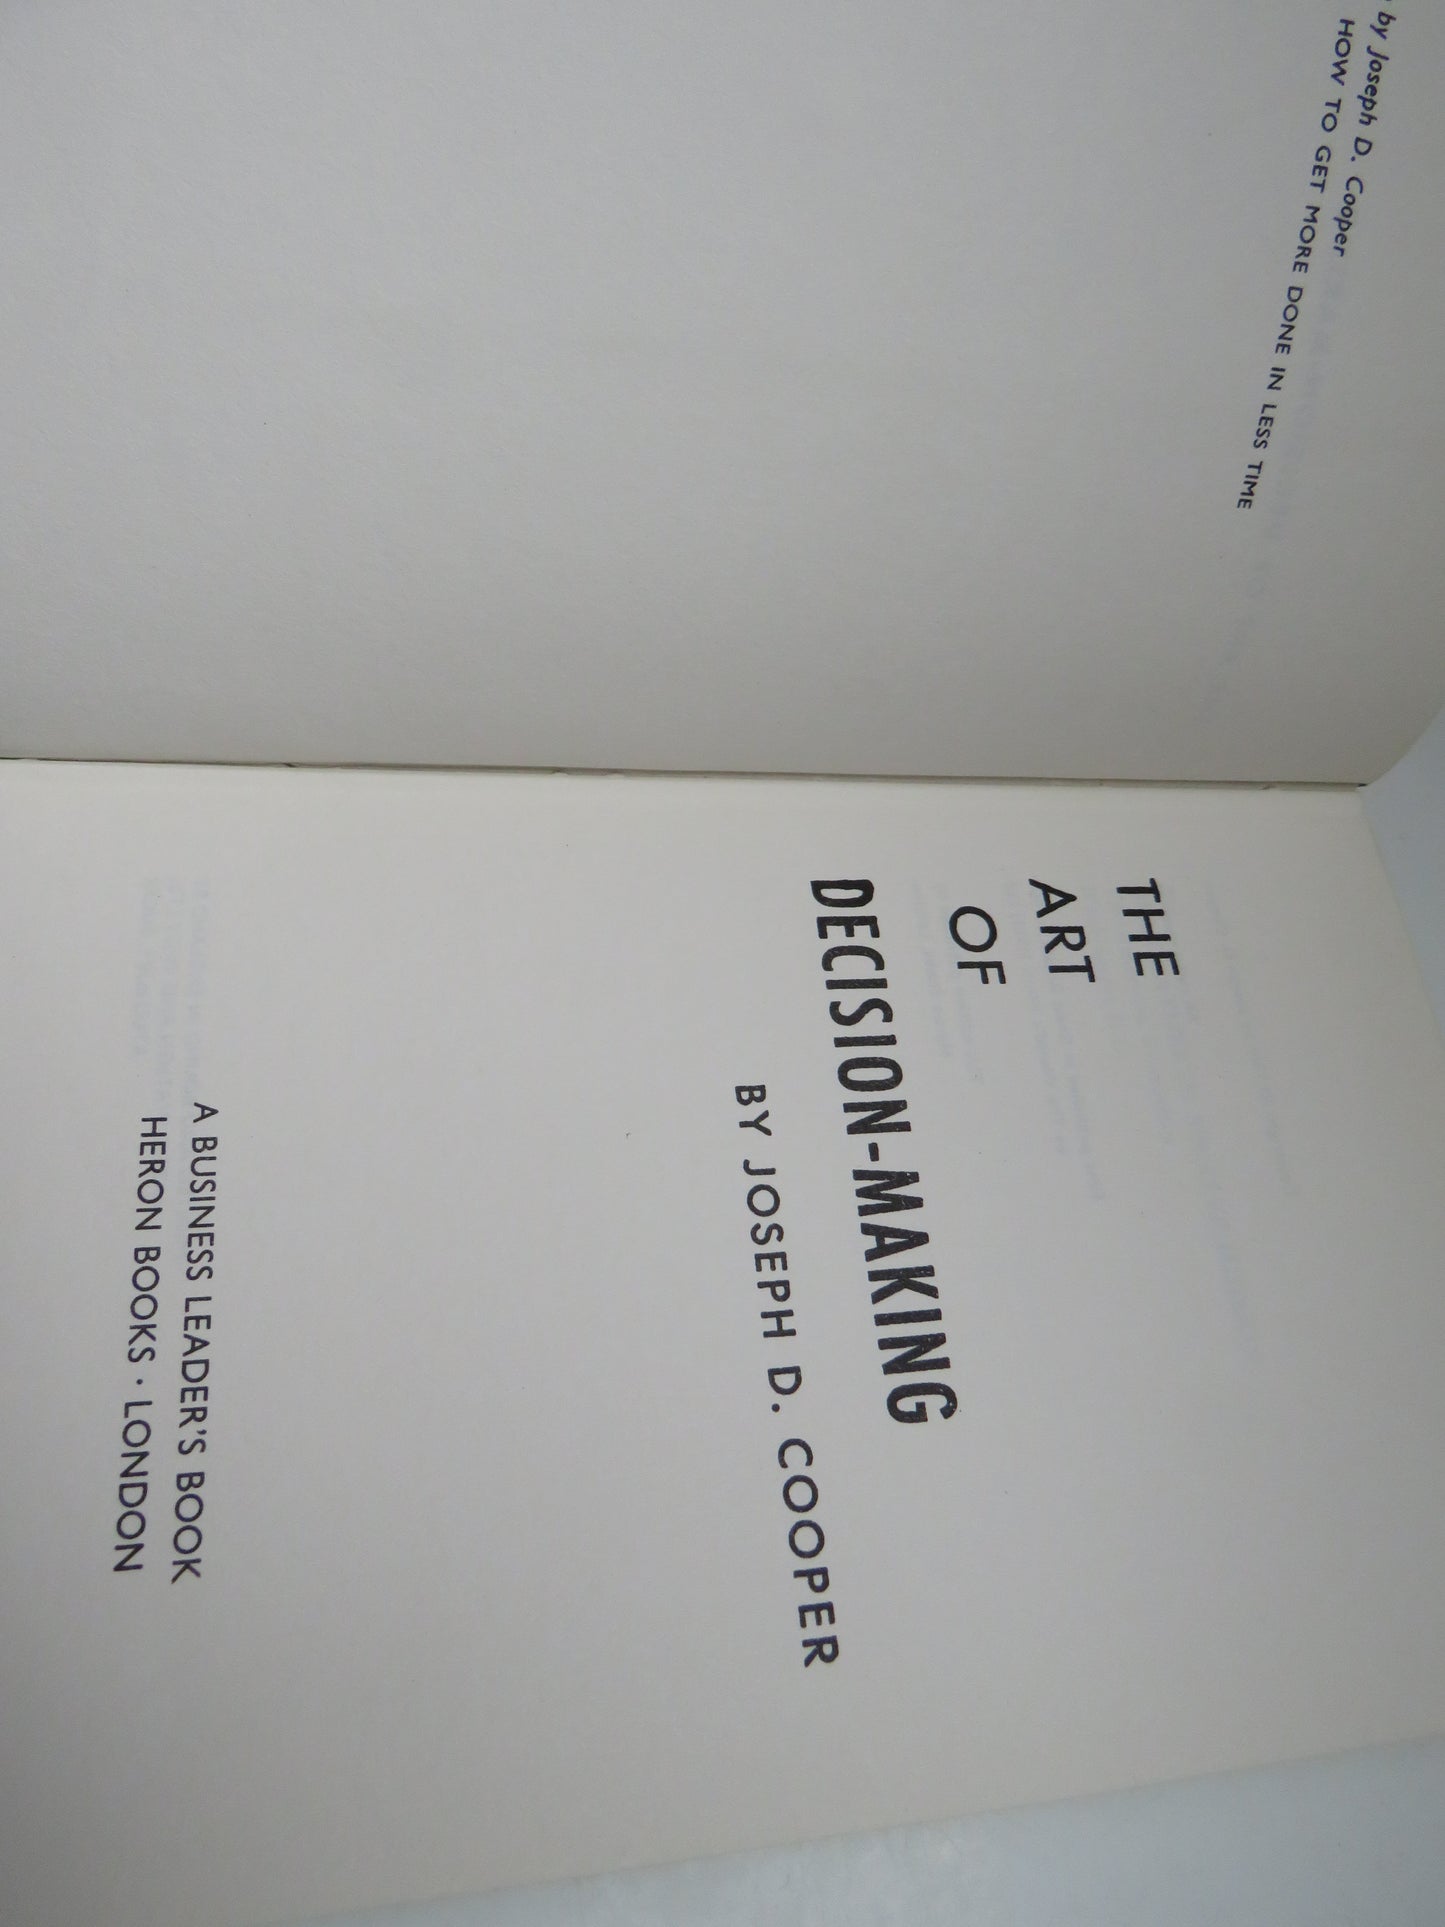 by Joseph D. Cooper
HOW TO GET MORE DONE IN LESS TIME
THE
ART
OF
DECISION-MAKING
BY JOSEPH D. COOPER
A BUSINESS LEADER'S BOOK
HERON BOOKS · LONDON